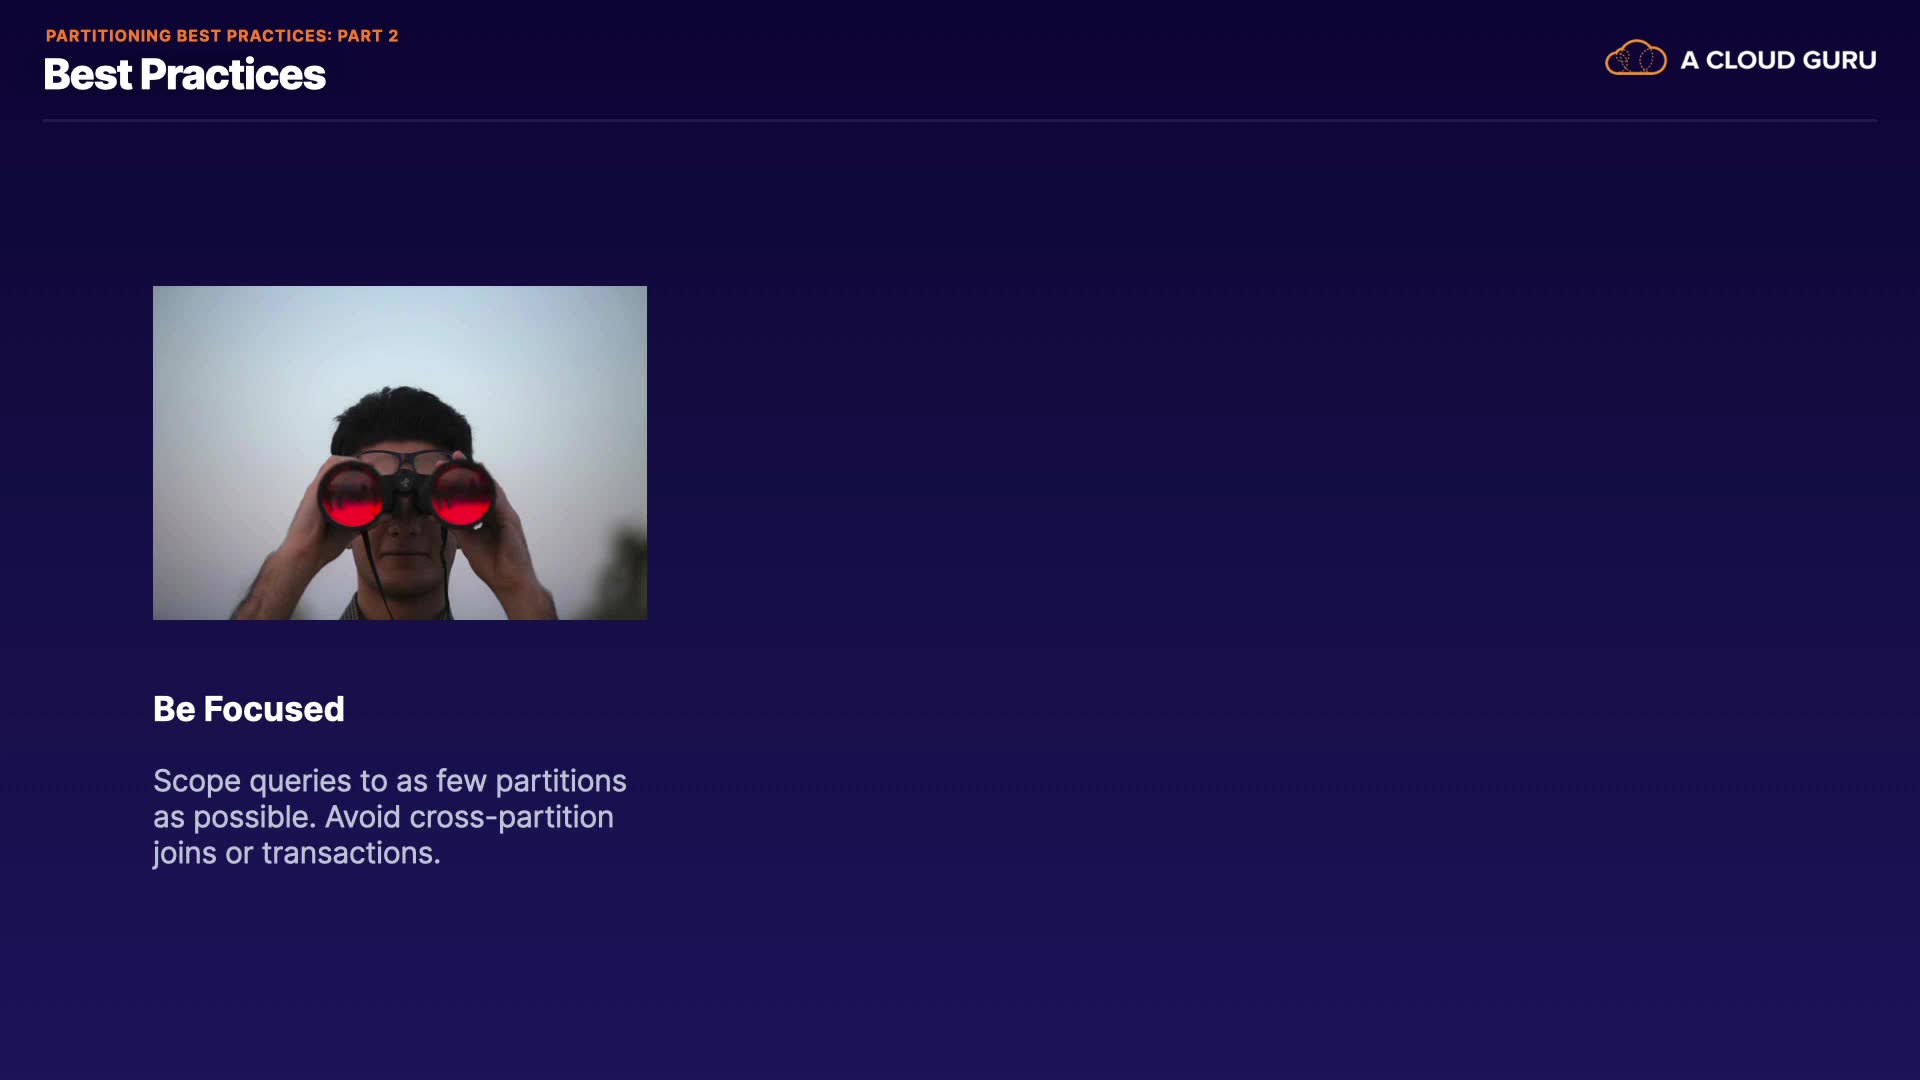 PARTITIONING BEST PRACTICES: PART 2
Best Practices
A CLOUD GURU
Be Focused
Scope queries to as few partitions
as possible. Avoid cross-partition
joins or transactions.